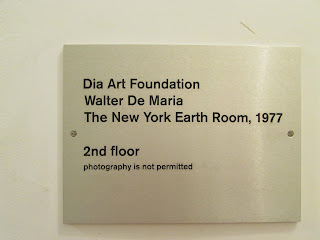 Dia Art Foundation
Walter De Maria
The New York Earth Room, 1977
2nd floor
photography is not permitted